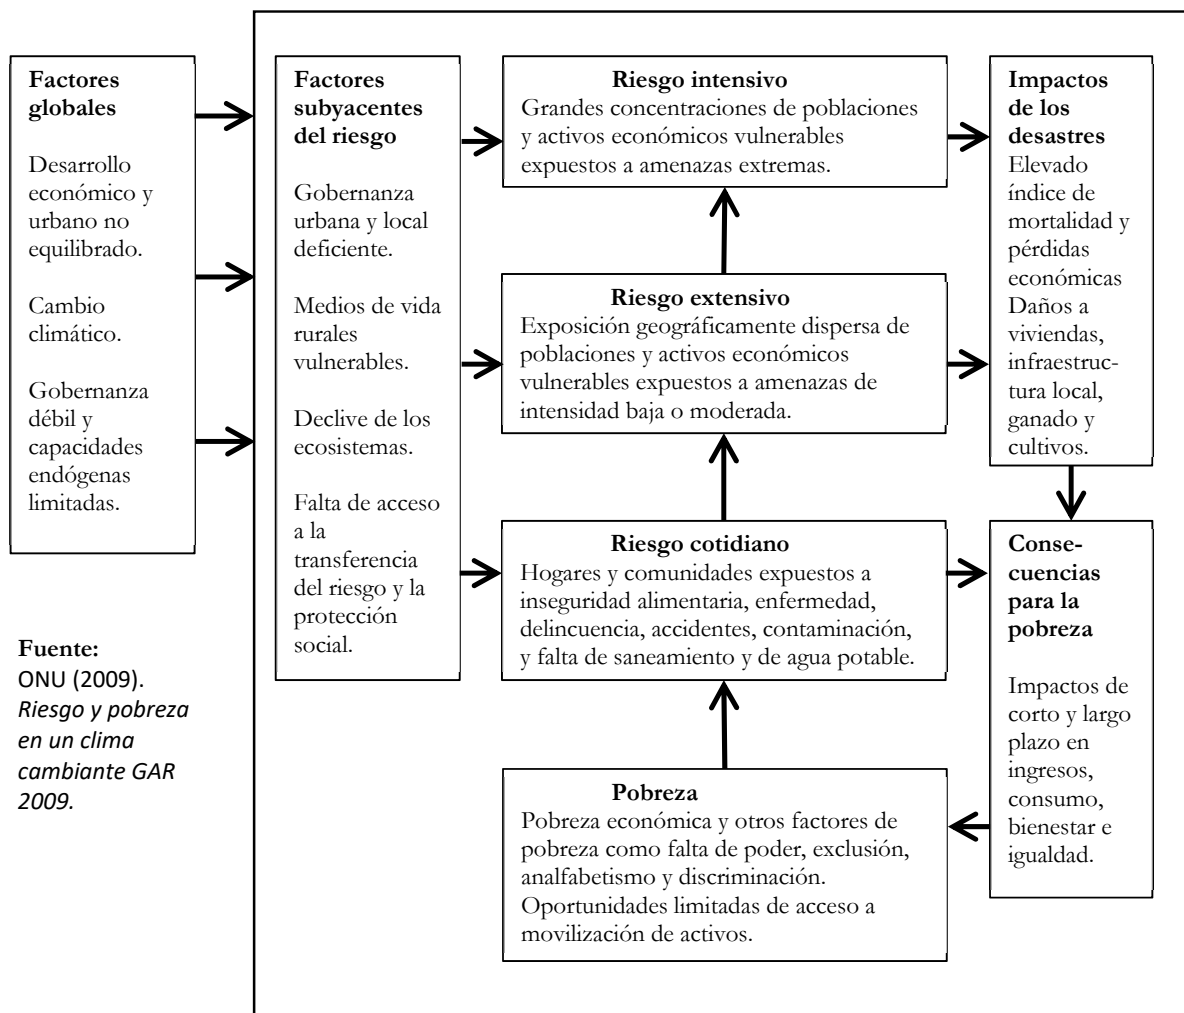 Factores
globales
Desarrollo
económico y
urbano no
equilibrado.
Cambio
climático.
Gobernanza
débil y
capacidades
endógenas
limitadas.
Fuente:
ONU (2009).
Riesgo y pobreza
en un clima
cambiante GAR
2009.
Factores
subyacentes
del riesgo
Gobernanza
urbana y local
deficiente.
Medios de vida
rurales
vulnerables.
Declive de los
ecosistemas.
Falta de acceso
a la
transferencia
del riesgo y la
protección
social.
Riesgo intensivo
Grandes concentraciones de poblaciones
y activos económicos vulnerables
expuestos a amenazas extremas.
Riesgo extensivo
Exposición geográficamente dispersa de
poblaciones y activos económicos
vulnerables expuestos a amenazas de
intensidad baja o moderada.
Riesgo cotidiano
Hogares y comunidades expuestos a
inseguridad alimentaria, enfermedad,
delincuencia, accidentes, contaminación,
y falta de saneamiento y de agua potable.
Pobreza
Pobreza económica y otros factores de
pobreza como falta de poder, exclusión,
analfabetismo y discriminación.
Oportunidades limitadas de acceso a
movilización de activos.
Impactos
de los
desastres
Elevado
índice de
mortalidad y
pérdidas
económicas
Daños a
viviendas,
infraestruc-
tura local,
ganado y
cultivos.
Conse-
cuencias
para la
pobreza
Impactos de
corto y largo
plazo en
ingresos,
consumo,
bienestar e
igualdad.